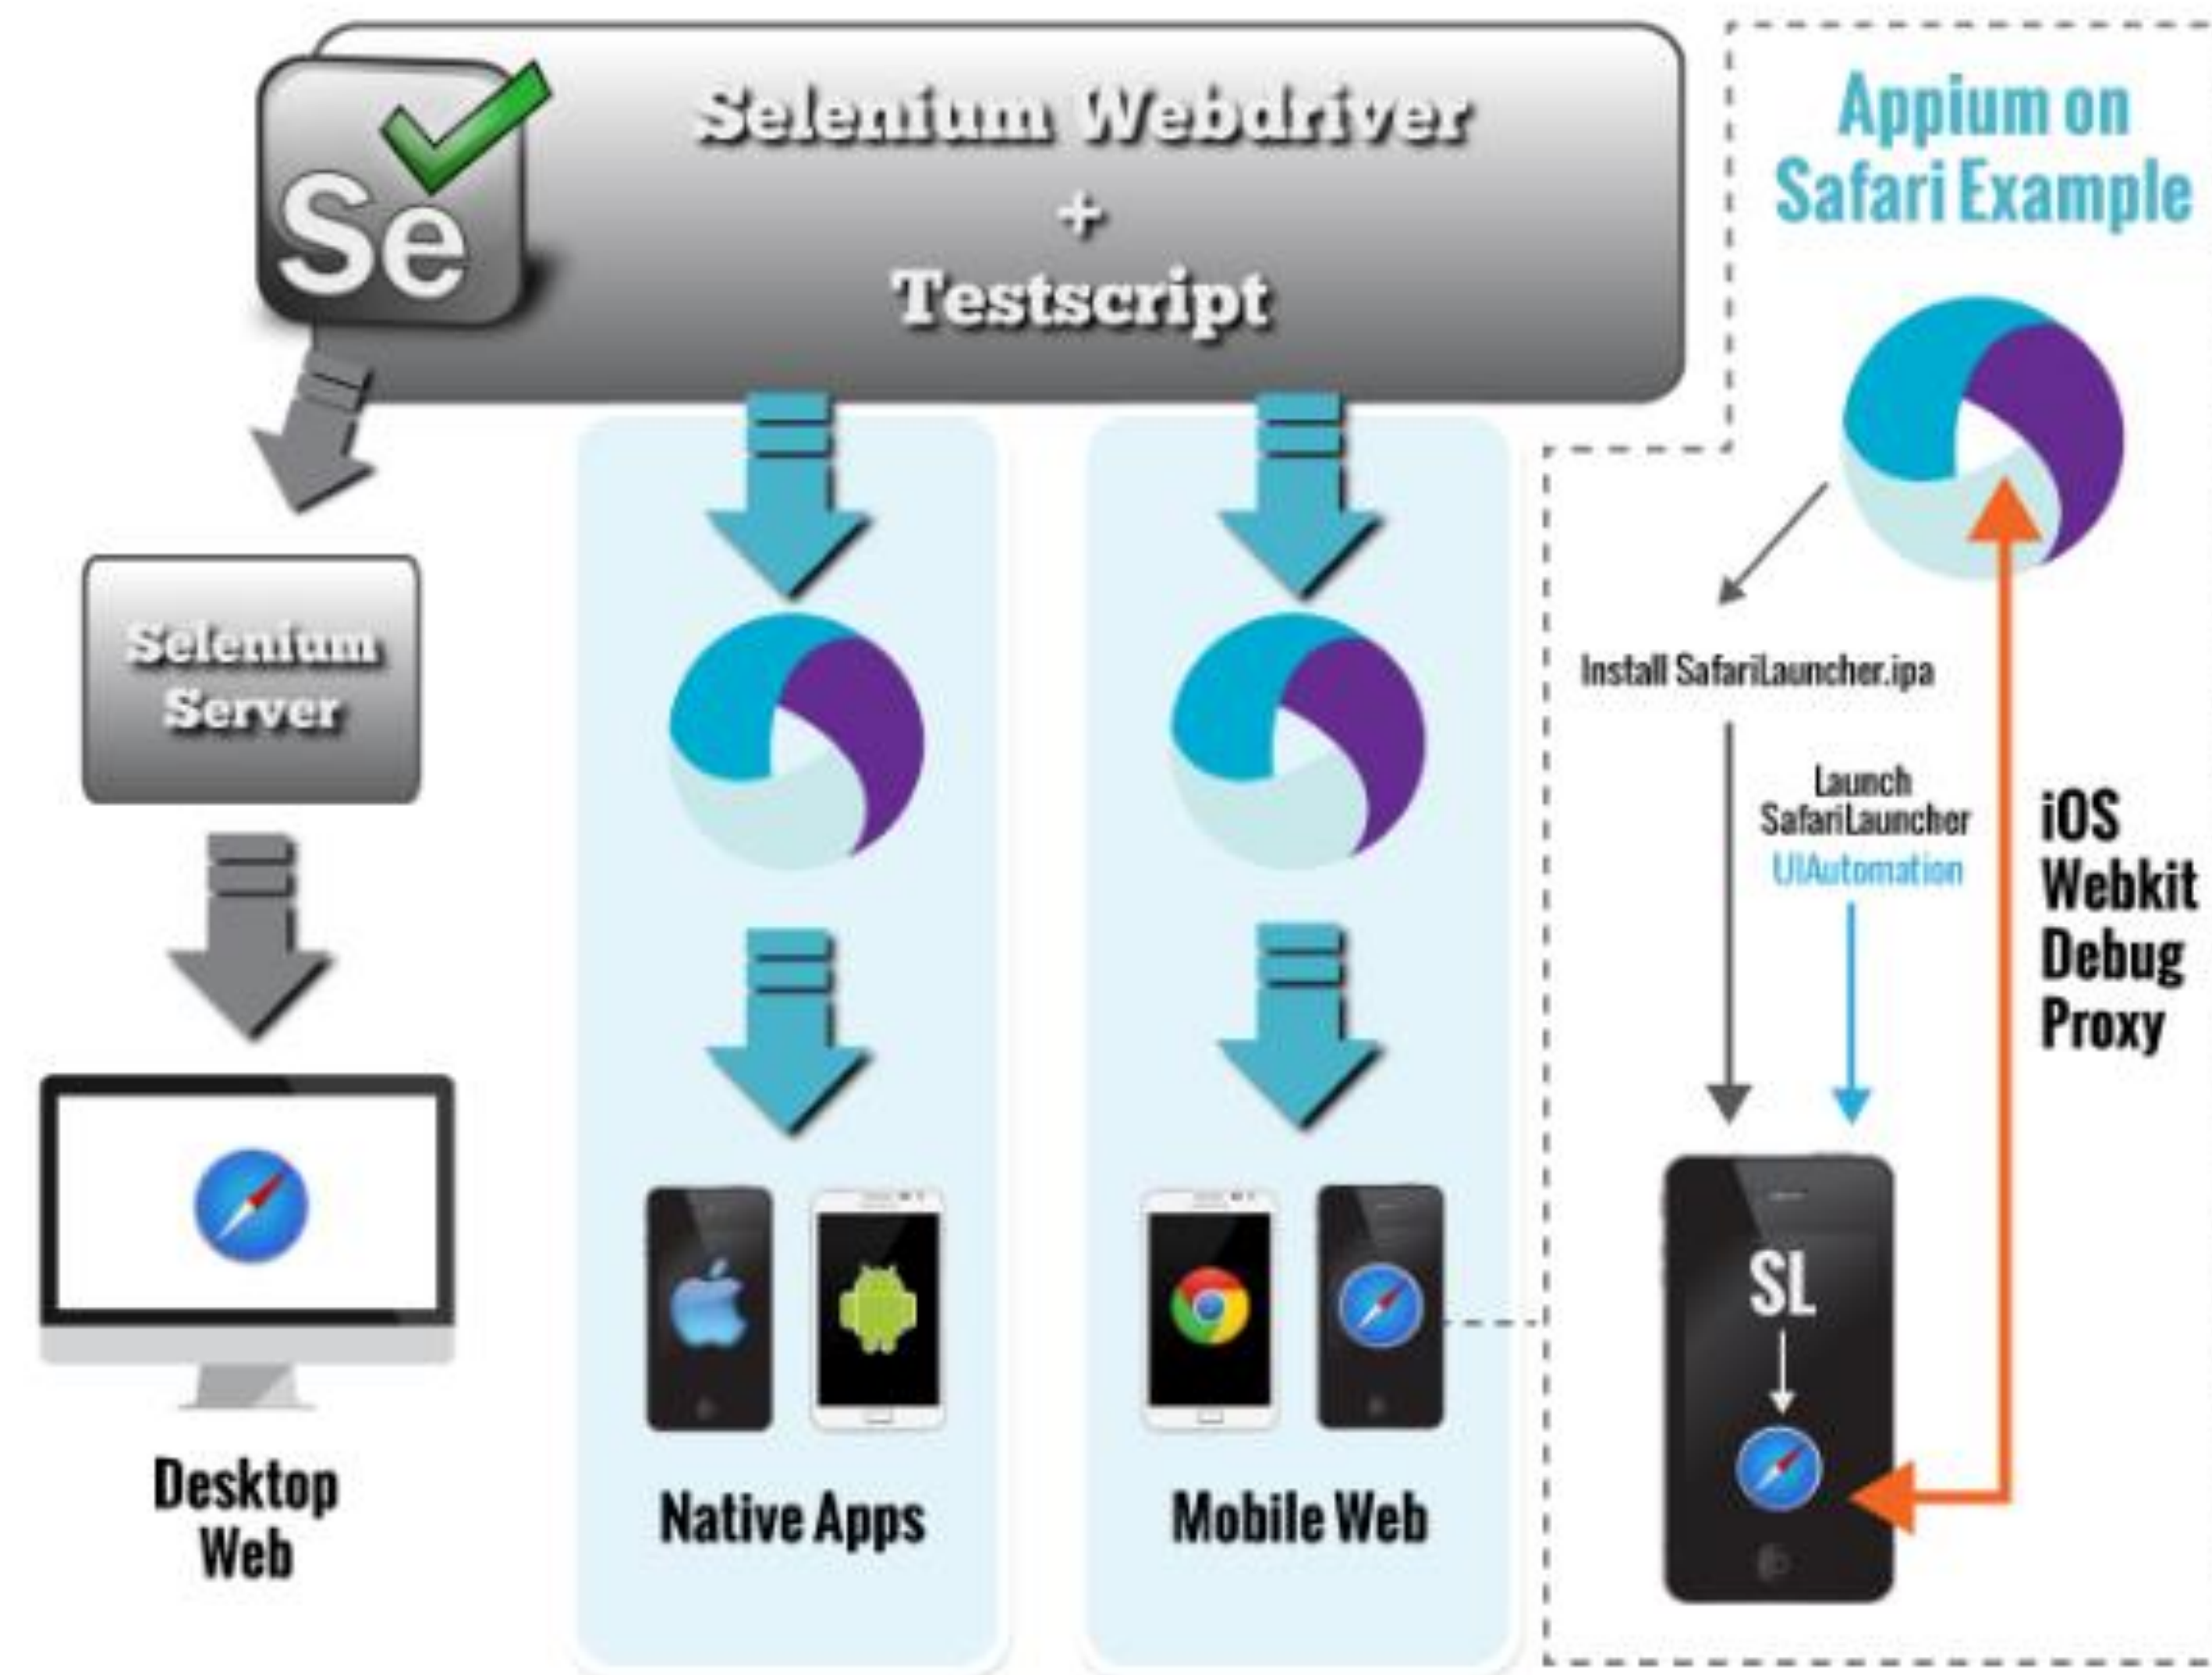 Se
Selenium Webdriver
+
Testscript
Appium on
Safari Example
Selenium
Server
Install SafariLauncher.ipa
Launch
SafariLauncher
UIAutomation
iOS
Webkit
Debug
Proxy
SL
Desktop
Web
Native Apps
Mobile Web